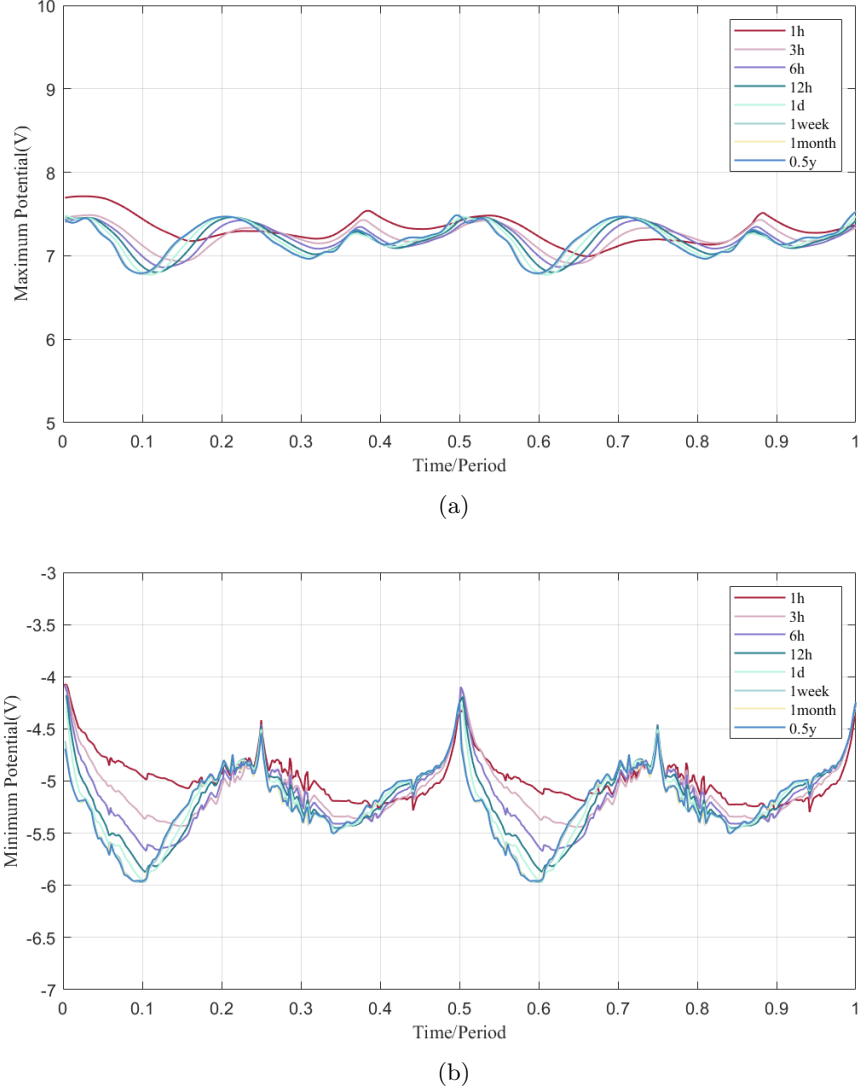 10
9
8
7
6
5
Maximum Potential(V)
1h
3h
6h
12h
1d
1week
1month
0.5y
0 0.1 0.2 0.3 0.4 0.5 0.6 0.7 0.8 0.9 1
Time/Period
(a)
-3
-3.5
-4
-4.5
-5
-5.5
-6
-6.5
-7
Minimum Potential(V)
1h
3h
6h
12h
1d
1week
1month
0.5y
0 0.1 0.2 0.3 0.4 0.5 0.6 0.7 0.8 0.9 1
Time/Period
(b)